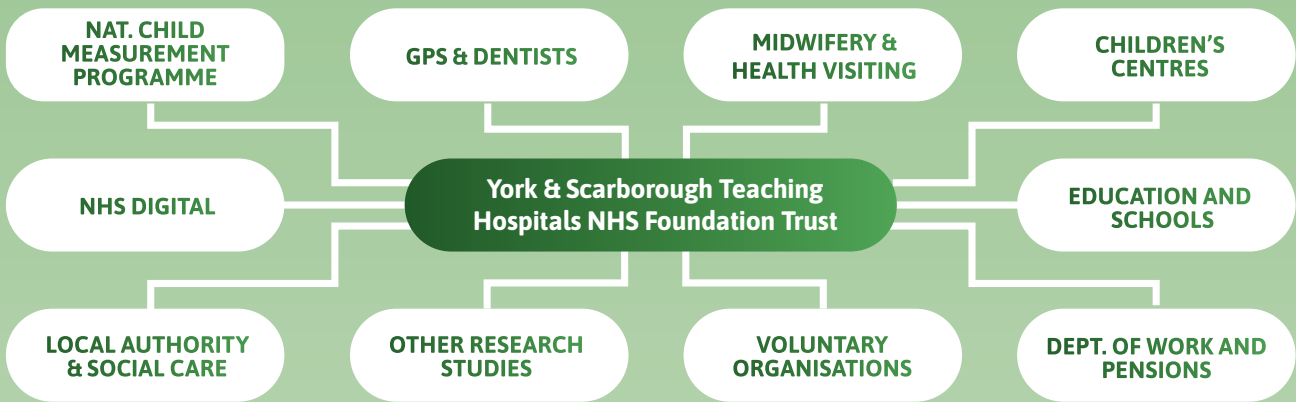 NAT. CHILD
MEASUREMENT
PROGRAMME
GPS & DENTISTS
MIDWIFERY &
HEALTH VISITING
CHILDREN'S
CENTRES
NHS DIGITAL
York & Scarborough Teaching
Hospitals NHS Foundation Trust
EDUCATION AND
SCHOOLS
LOCAL AUTHORITY
& SOCIAL CARE
OTHER RESEARCH
STUDIES
VOLUNTARY
ORGANISATIONS
DEPT. OF WORK AND
PENSIONS